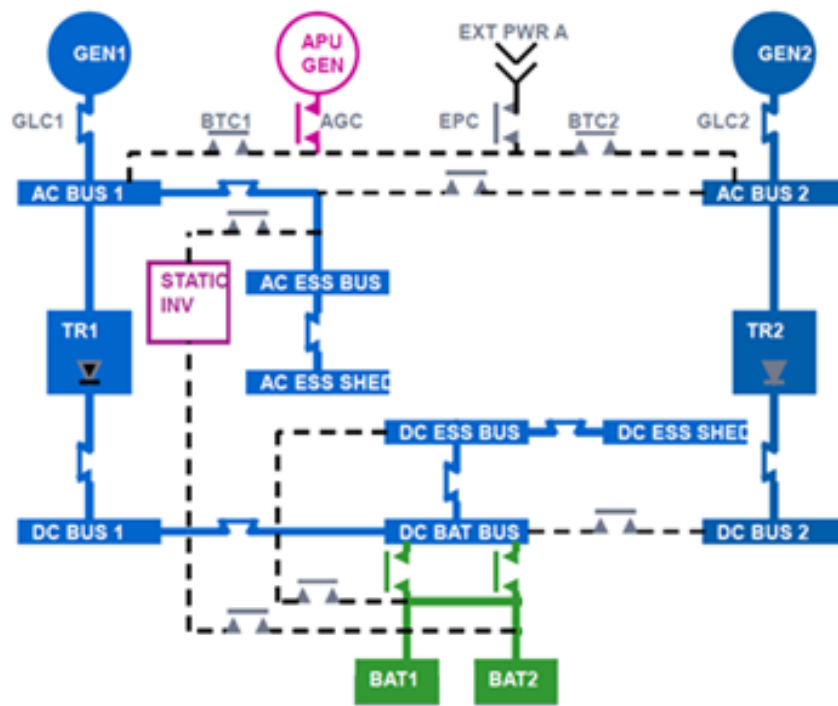 EXT PWR A
GEN1
APU
GEN
GEN2
GLC1
BTC1
AGC
EPC
BTC2
GLC2
AC BUS 1
AC BUS 2
STATIC
INV
AC ESS BUS
TR1
TR2
AC ESS SHED
DC ESS BUS
DC ESS SHED
DC BUS 1
DC BAT BUS
DC BUS 2
BAT1
BAT2